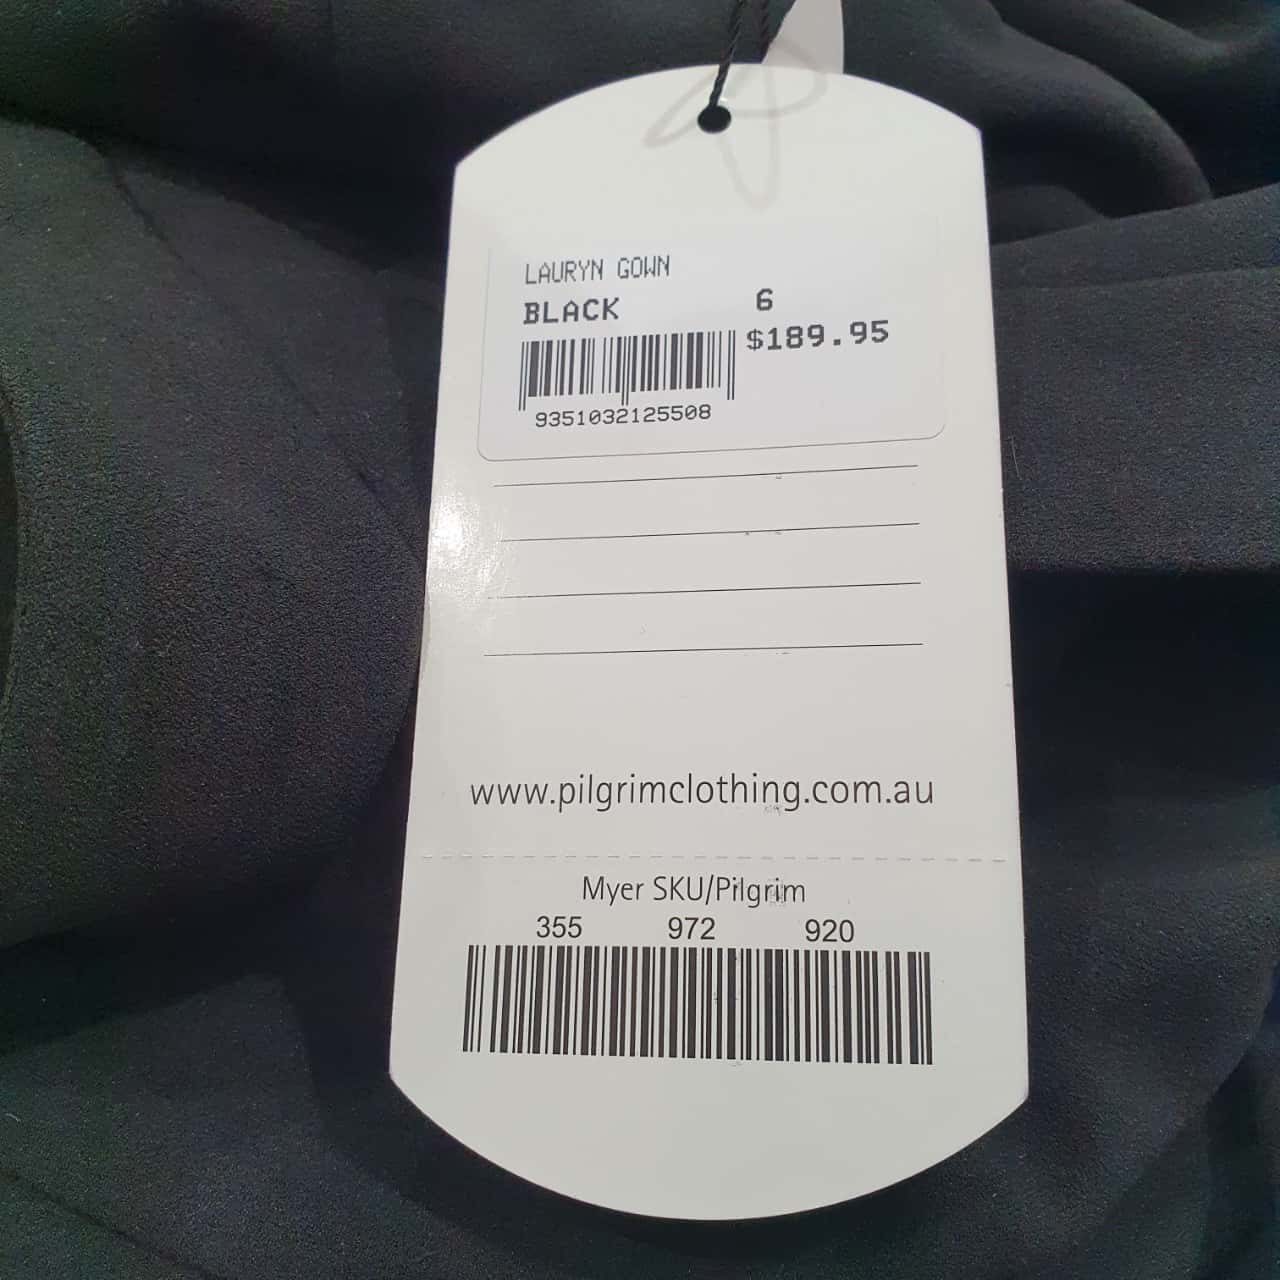 LAURYN GOWN
BLACK 6
$189.95
9351032125508
www.pilgrimclothing.com.au
Myer SKU/Pilgrim
355 972 920